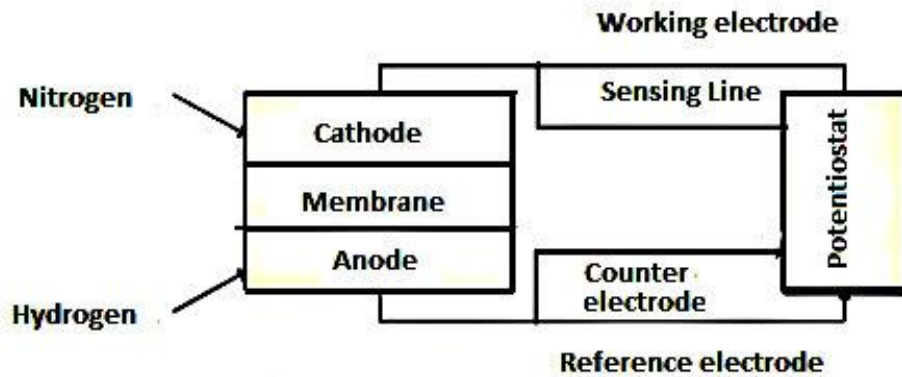 Working electrode
Nitrogen
Sensing Line
Cathode
Membrane
Potentiostat
Anode
Counter
electrode
Hydrogen
Reference electrode